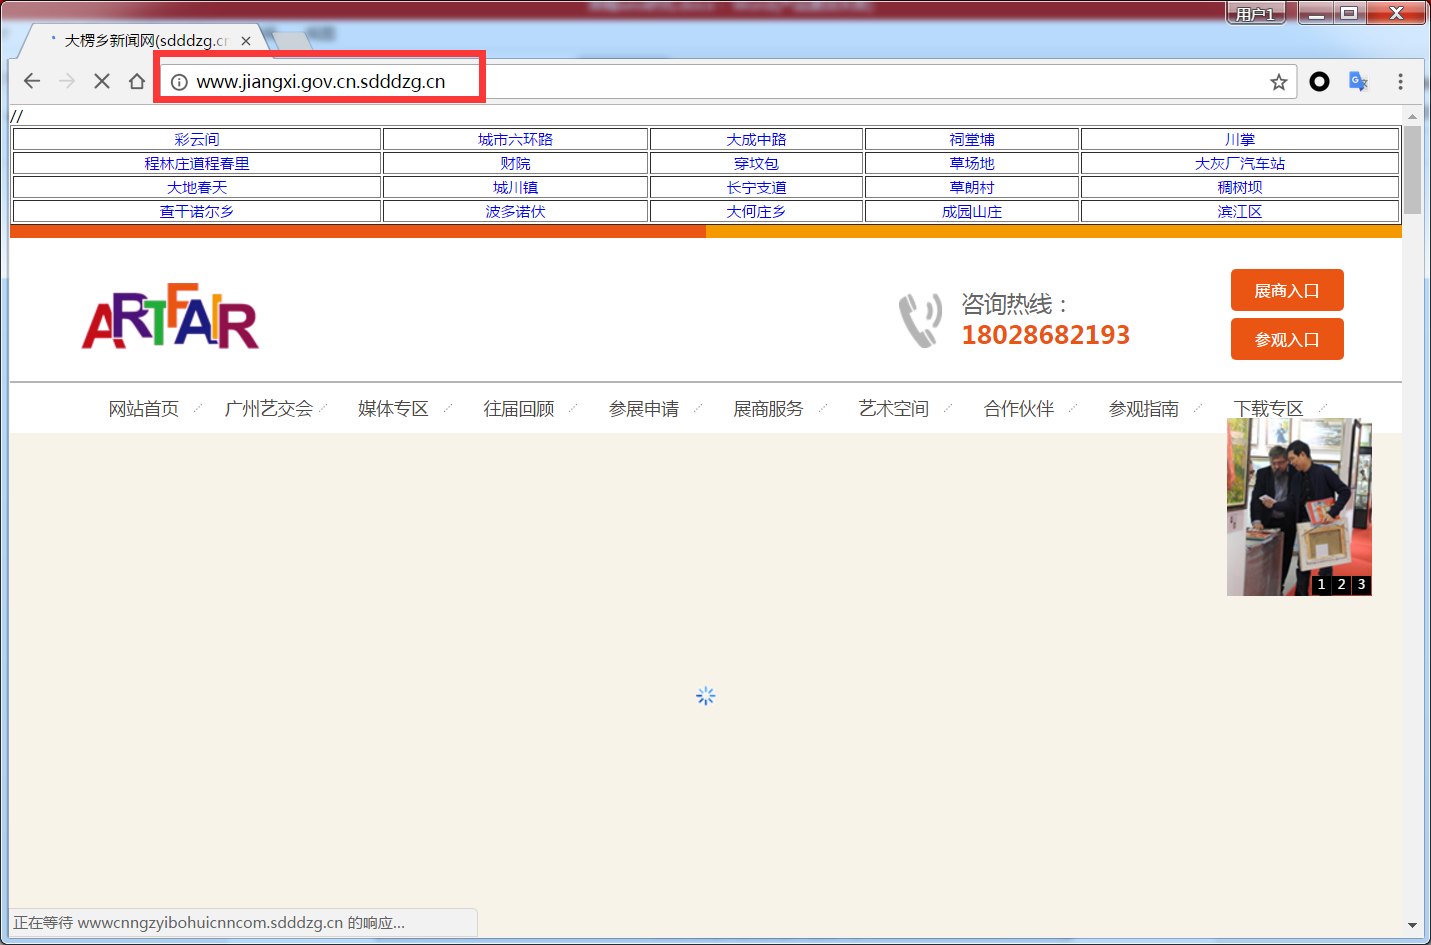 用户1
大楞乡新闻网(sdddzg.cn
www.jiangxi.gov.cn.sdddzg.cn
//
彩云间 城市六环路 大成中路 祠堂埔 川掌
程林庄道程春里 财院 穿坟包 草场地 大灰厂汽车站
大地春天 城川镇 长宁支道 草朗村 稠树坝
查干诺尔乡 波多诺伏 大何庄乡 成园山庄 滨江区
ARTFAIR
咨询热线：
18028682193
展商入口
参观入口
网站首页 广州艺交会 媒体专区 往届回顾 参展申请 展商服务 艺术空间 合作伙伴 参观指南 下载专区
1 2 3
正在等待 wwwcnngzyibohuicnncom.sdddzg.cn 的响应...